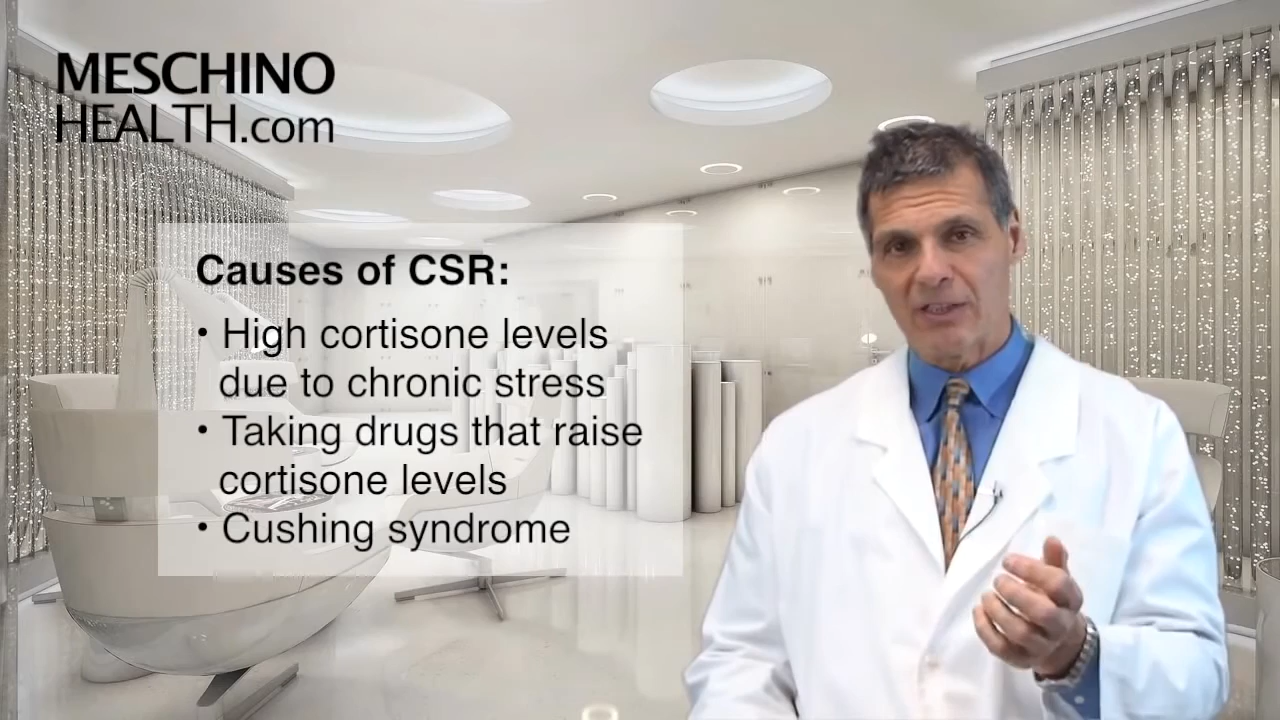 MESCHINO
HEALTH.com
Causes of CSR:
• High cortisone levels
due to chronic stress
• Taking drugs that raise
cortisone levels
• Cushing syndrome